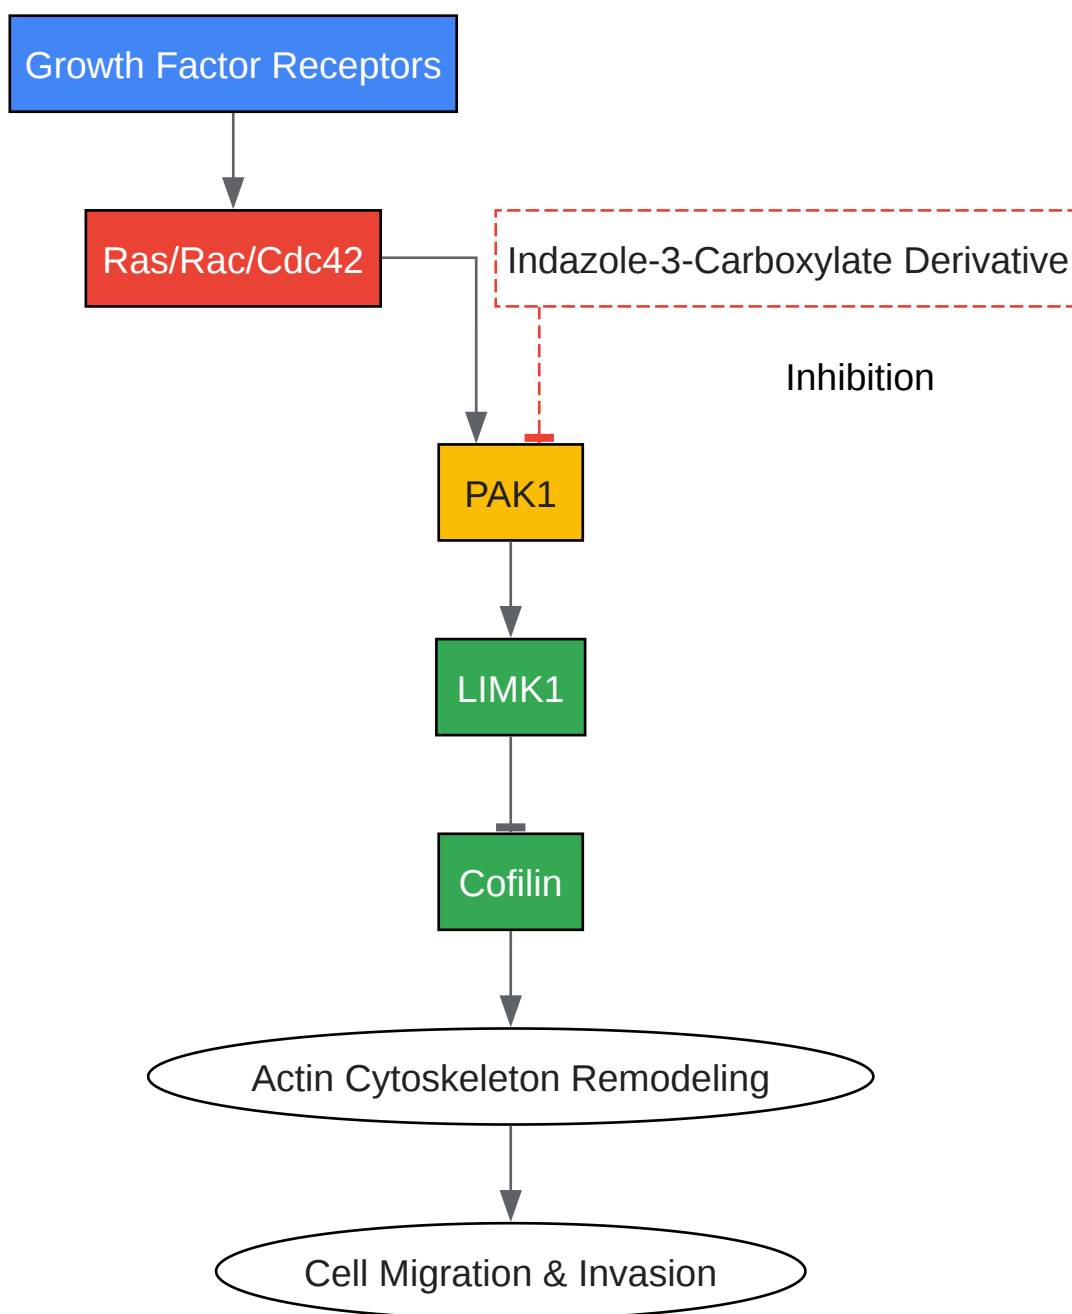 Growth Factor Receptors
Ras/Rac/Cdc42
Indazole-3-Carboxylate Derivative
Inhibition
PAK1
LIMK1
Cofilin
Actin Cytoskeleton Remodeling
Cell Migration & Invasion